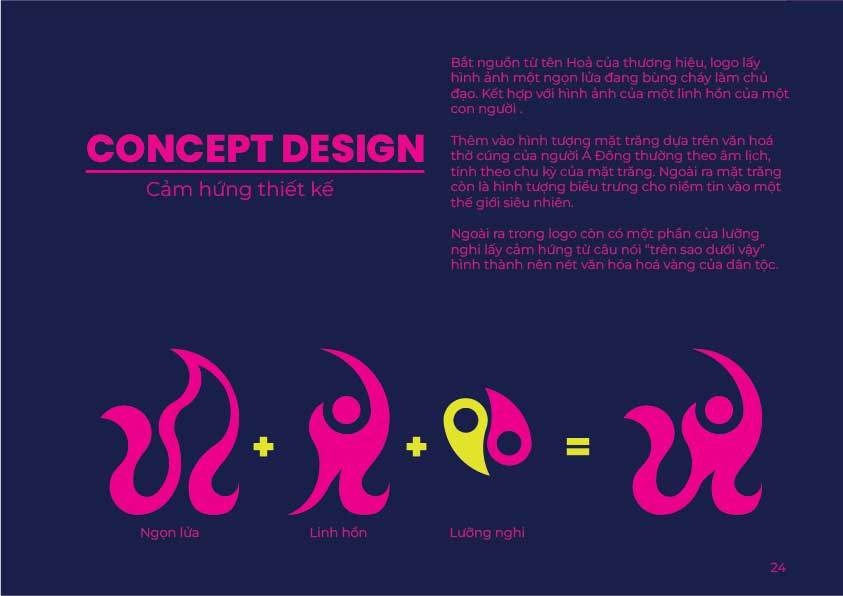 CONCEPT DESIGN
Cảm hứng thiết kế
Bắt nguồn từ tên Hoả của thương hiệu, logo lấy
hình ảnh một ngọn lửa đang bùng cháy làm chủ
đạo. Kết hợp với hình ảnh của một linh hồn của một
con người .
Thêm vào hình tượng mặt trăng dựa trên văn hoá
thờ cúng của người Á Đông thường theo âm lịch,
tính theo chu kỳ của mặt trăng. Ngoài ra mặt trăng
còn là hình tượng biểu trưng cho niềm tin vào một
thế giới siêu nhiên.
Ngoài ra trong logo còn có một phần của lưỡng
nghi lấy cảm hứng từ câu nói “trên sao dưới vậy”
hình thành nên nét văn hóa hoá vàng của dân tộc.
+ + =
Ngọn lửa Linh hồn Lưỡng nghi
24